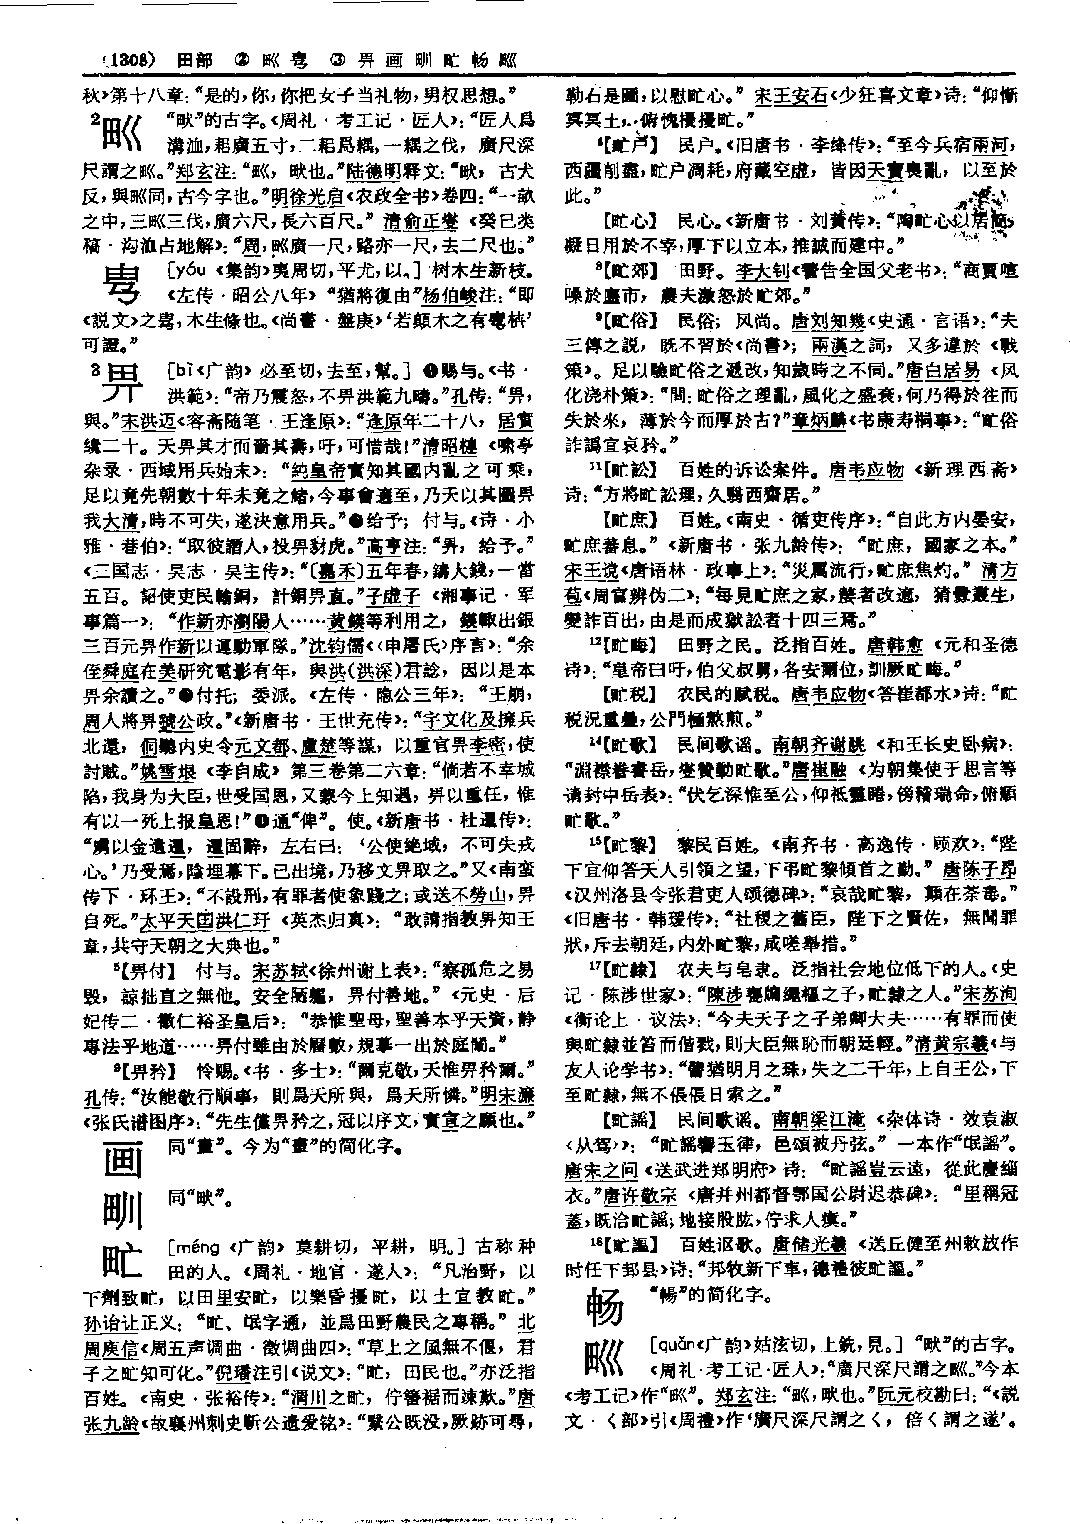 (1308) 田部 ② 甽 甹 ③ 畀 画 甽 甿 畅 畎
秋》第十八章：“是的，你，你把女子当礼物，男权思想。”
“畎”的古字。《周礼·考工记·匠人》：“匠人爲
溝洫，耜廣五寸，二耜爲耦，一耦之伐，廣尺深
尺謂之𤰕。”郑玄注：“𤰕，畎也。”陆德明释文：“畎，古犬
反，與𤰕同，古今字也。”明徐光启《农政全书》卷四：“一畝
之中，三𤰕三伐，廣六尺，長六百尺。”清俞正燮《癸巳类
稿·沟洫占地解》：“周，𤰕廣一尺，路亦一尺，去二尺也。”
[yóu《集韵》夷周切，平尤，以。]树木生新枝。
《左传·昭公八年》“猶將復由”杨伯峻注：“即
《説文》之甹，木生條也。《尚書·盤庚》‘若顛木之有甹枿’
可證。”
3畀 [bì《广韵》必至切，去至，幫。]❶赐与。《书·
洪範》：“帝乃震怒，不畀洪範九疇。”孔传：“畀，
與。”宋洪迈《容斋随笔·王逢原》：“逢原年二十八，居實
纔二十。天畀其才而嗇其壽，吁，可惜哉！”清昭梿《啸亭
杂录·西域用兵始末》：“純皇帝實知其國内亂之可乘，
足以竟先朝數十年未竟之緒，今事會適至，乃天以其國畀
我大清，時不可失，遂決意用兵。”❷给予；付与。《诗·小
雅·巷伯》：“取彼譖人，投畀豺虎。”高亨注：“畀，给予。”
《三国志·吴志·吴主传》：“〔嘉禾〕五年春，鑄大錢，一當
五百。詔使吏民輸銅，計銅畀直。”子虚子《湘事记·军
事篇一》：“作新亦瀏陽人……黄鍈等利用之，鍈瞰出銀
三百元畀作新以運動軍隊。”沈钧儒《〈申屠氏〉序言》：“余
侄舜庭在美研究電影有年，與洪(洪深)君諗，因以是本
畀余讀之。”❸付托；委派。《左传·隐公三年》：“王崩，
周人將畀虢公政。”《新唐书·王世充传》：“宇文化及擁兵
北還，侗聽内史令元文都、盧楚等謀，以重官畀李密，使
討賊。”姚雪垠《李自成》第三卷第二六章：“倘若不幸城
陷，我身为大臣，世受国恩，又蒙今上知遇，畀以重任，惟
有以一死上报皇恩！”❹通“俾”。使。《新唐书·杜暹传》：
“虜以金遺暹，暹固辭，左右曰：‘公使絶域，不可失戎
心。’乃受焉，陰埋幕下。已出境，乃移文畀取之。”又《南蛮
传下·环王》：“不設刑，有罪者使象踐之；或送不勞山，畀
自死。”太平天囯洪仁玕《英杰归真》：“敢請指教畀知王
章，共守天朝之大典也。”
5【畀付】 付与。宋苏轼《徐州谢上表》：“察孤危之易
毁，諒拙直之無他。安全陋軀，畀付善地。”《元史·后
妃传二·徽仁裕圣皇后》：“恭惟聖母，聖善本乎天資，静
專法乎地道……畀付雖由於曆數，規摹一出於庭闈。”
9【畀矜】 怜赐。《书·多士》：“爾克敬，天惟畀矜爾。”
孔传：“汝能敬行順事，則爲天所與，爲天所憐。”明宋濂
《张氏谱图序》：“先生僅畀矜之，冠以序文，實宣之願也。”
画 同“畫”。今为“畫”的简化字。
甽 同“畎”。
甿 [méng《广韵》莫耕切，平耕，明。]古称种
田的人。《周礼·地官·遂人》：“凡治野，以
下劑致甿，以田里安甿，以樂昏擾甿，以土宜教甿。”
孙诒让正义：“甿、氓字通，並爲田野農民之專稱。”北
周庾信《周五声调曲·徵调曲四》：“草上之風無不偃，君
子之甿知可化。”倪璠注引《说文》：“甿，田民也。”亦泛指
百姓。《南史·张裕传》：“渭川之甿，佇簪裾而竦歎。”唐
张九龄《故襄州刺史靳公遗爱铭》：“繄公既没，厥跡可尋，
勒石是圖，以慰甿心。”宋王安石《少狂喜文章》诗：“仰慚
冥冥士，俯愧擾擾甿。”
4【甿户】 民户。《旧唐书·李绛传》：“至今兵宿兩河，
西疆削盡，甿户凋耗，府藏空虚，皆因天寶喪亂，以至於
此。”
【甿心】 民心。《新唐书·刘蕡传》：“陶甿心以居簡，
凝日用於不宰，厚下以立本，推誠而建中。”
8【甿郊】 田野。李大钊《警告全国父老书》：“商賈喧
噪於廛市，農夫激怒於甿郊。”
9【甿俗】 民俗；风尚。唐刘知幾《史通·言语》：“夫
三傳之説，既不習於《尚書》；兩漢之詞，又多違於《戰
策》。足以驗甿俗之遞改，知歲時之不同。”唐白居易《风
化浇朴策》：“問：甿俗之理亂，風化之盛衰，何乃得於往而
失於來，薄於今而厚於古？”章炳麟《书康寿桐事》：“甿俗
詐譌宜哀矜。”
11【甿訟】 百姓的诉讼案件。唐韦应物《新理西斋》
诗：“方將甿訟理，久翳西齋居。”
【甿庶】 百姓。《南史·循吏传序》：“自此方内晏安，
甿庶蕃息。”《新唐书·张九龄传》：“甿庶，國家之本。”
宋王谠《唐语林·政事上》：“災厲流行，甿庶焦灼。”清方
苞《周官辨伪二》：“每見甿庶之家，嫠者改適，猜釁叢生，
變詐百出，由是而成獄訟者十四三焉。”
12【甿畮】 田野之民。泛指百姓。唐韩愈《元和圣德
诗》：“皇帝曰吁，伯父叔舅，各安爾位，訓厥甿畮。”
【甿税】 农民的赋税。唐韦应物《答崔都水》诗：“甿
税况重疊，公門極熬煎。”
14【甿歌】 民间歌谣。南朝齐谢朓《和王长史卧病》：
“淵襟眷書岳，壑贊動甿歌。”唐崔融《为朝集使于思言等
请封中岳表》：“伏乞深惟至公，仰祇靈睠，傍稽瑞命，俯順
甿歌。”
15【甿黎】 黎民百姓。《南齐书·高逸传·顾欢》：“陛
下宜仰答天人引領之望，下弔甿黎傾首之勤。”唐陈子昂
《汉州洛县令张君吏人颂德碑》：“哀哉甿黎，顛在荼毒。”
《旧唐书·韩瑗传》：“社稷之舊臣，陛下之賢佐，無聞罪
狀，斥去朝廷，内外甿黎，咸嗟舉措。”
17【甿隸】 农夫与皂隶。泛指社会地位低下的人。《史
记·陈涉世家》：“陳涉甕牖繩樞之子，甿隸之人。”宋苏洵
《衡论上·议法》：“今夫天子之子弟卿大夫……有罪而使
與甿隸並笞而偕戮，則大臣無恥而朝廷輕。”清黄宗羲《与
友人论学书》：“譬猶明月之珠，失之二千年，上自王公，下
至甿隸，無不倀倀日索之。”
【甿謡】 民间歌谣。南朝梁江淹《杂体诗·效袁淑
〈从驾〉》：“甿謡響玉律，邑頌被丹弦。”一本作“氓謡”。
唐宋之问《送武进郑明府》诗：“甿謡豈云遠，從此慶緇
衣。”唐许敬宗《唐并州都督鄂国公尉迟恭碑》：“里稱冠
蓋，既洽甿謡；地接股肱，佇求人瘼。”
18【甿謳】 百姓讴歌。唐储光羲《送丘健至州敕放作
时任下邽县》诗：“邦牧新下車，德禮彼甿謳。”
畅 “暢”的简化字。
[quǎn《广韵》姑泫切，上銑，見。]“畎”的古字。
《周礼·考工记·匠人》：“廣尺深尺謂之𤰕。”今本
《考工记》作“𤰕”。郑玄注：“𤰕，畎也。”阮元校勘曰：“《説
文·〈部》引《周禮》作‘廣尺深尺謂之〈，倍〈謂之遂’。